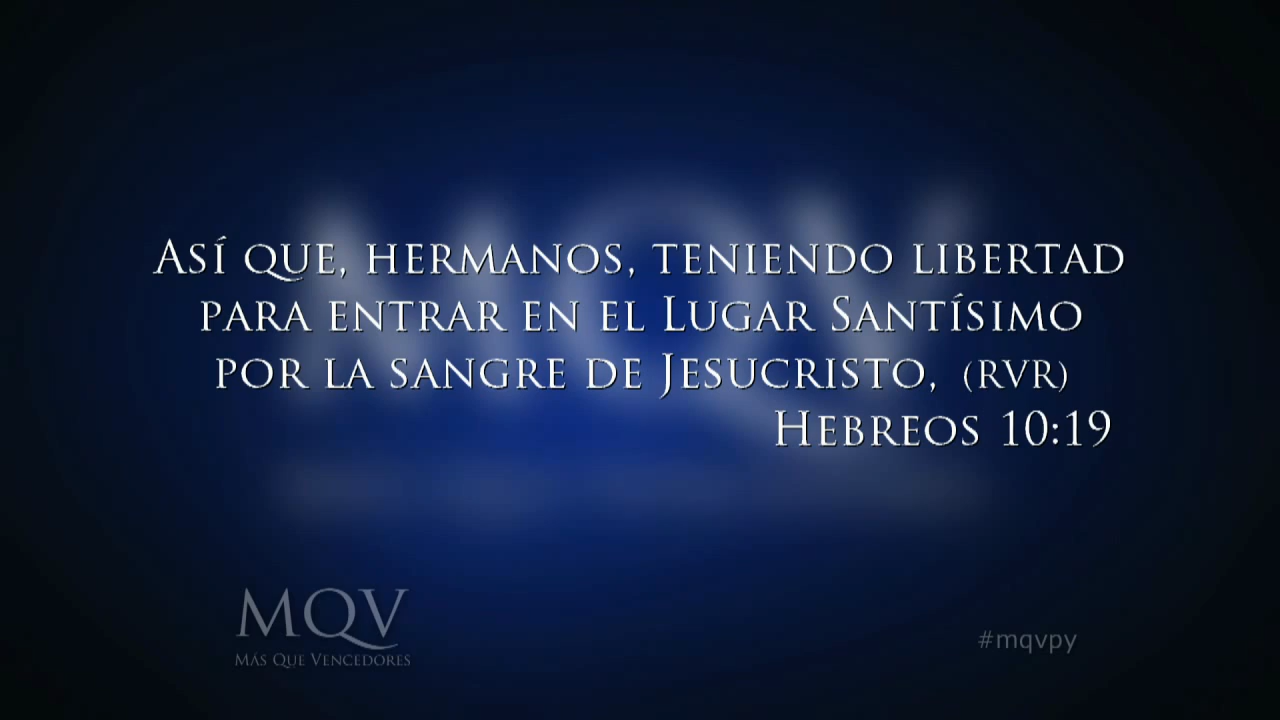 Así que, hermanos, teniendo libertad
para entrar en el Lugar Santísimo
por la sangre de Jesucristo, (RVR)
Hebreos 10:19
MQV
Más Que Vencedores
#mqvpy